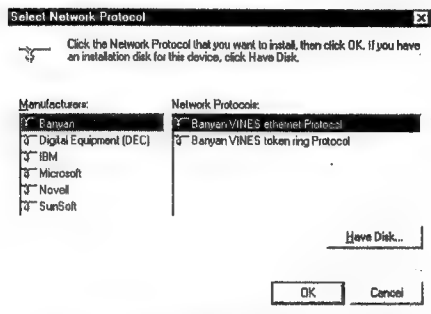 Select Network Protocol
Click the Network Protocol that you want to install, then click OK. If you have
an installation disk for this device, click Have Disk.
Manufacturers:
Network Protocols:
Banyan
Digital Equipment (DEC)
IBM
Microsoft
Novell
SunSoft
Banyan VINES ethernet Protocol
Banyan VINES token ring Protocol
Have Disk...
OK
Cancel